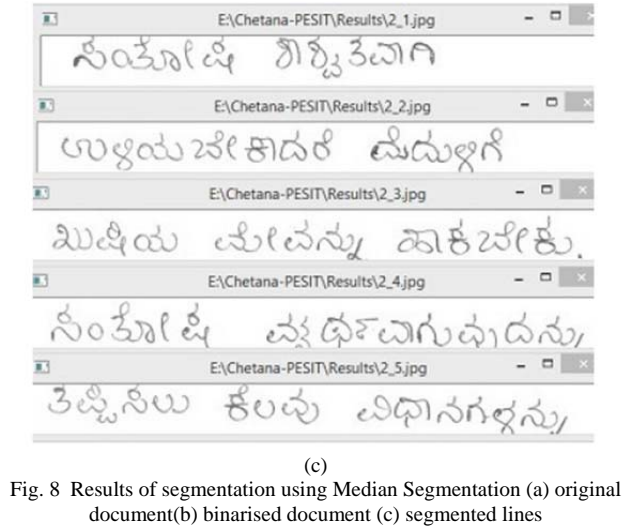 E:\Chetana-PESIT\Results\2_1.jpg
ಸಂತೋಷ ಶಾಶ್ವತವಾಗಿ
E:\Chetana-PESIT\Results\2_2.jpg
ಉಳಿಯಬೇಕಾದರೆ ಮೆದುಳಿಗೆ
E:\Chetana-PESIT\Results\2_3.jpg
ಖುಷಿಯ ಮೇವನ್ನು ಹಾಕಬೇಕು.
E:\Chetana-PESIT\Results\2_4.jpg
ಸಂತೋಷ ವ್ಯರ್ಥವಾಗುವುದನ್ನು
E:\Chetana-PESIT\Results\2_5.jpg
ತಪ್ಪಿಸಲು ಕೆಲವು ವಿಧಾನಗಳನ್ನು
(c)
Fig. 8 Results of segmentation using Median Segmentation (a) original
document(b) binarised document (c) segmented lines